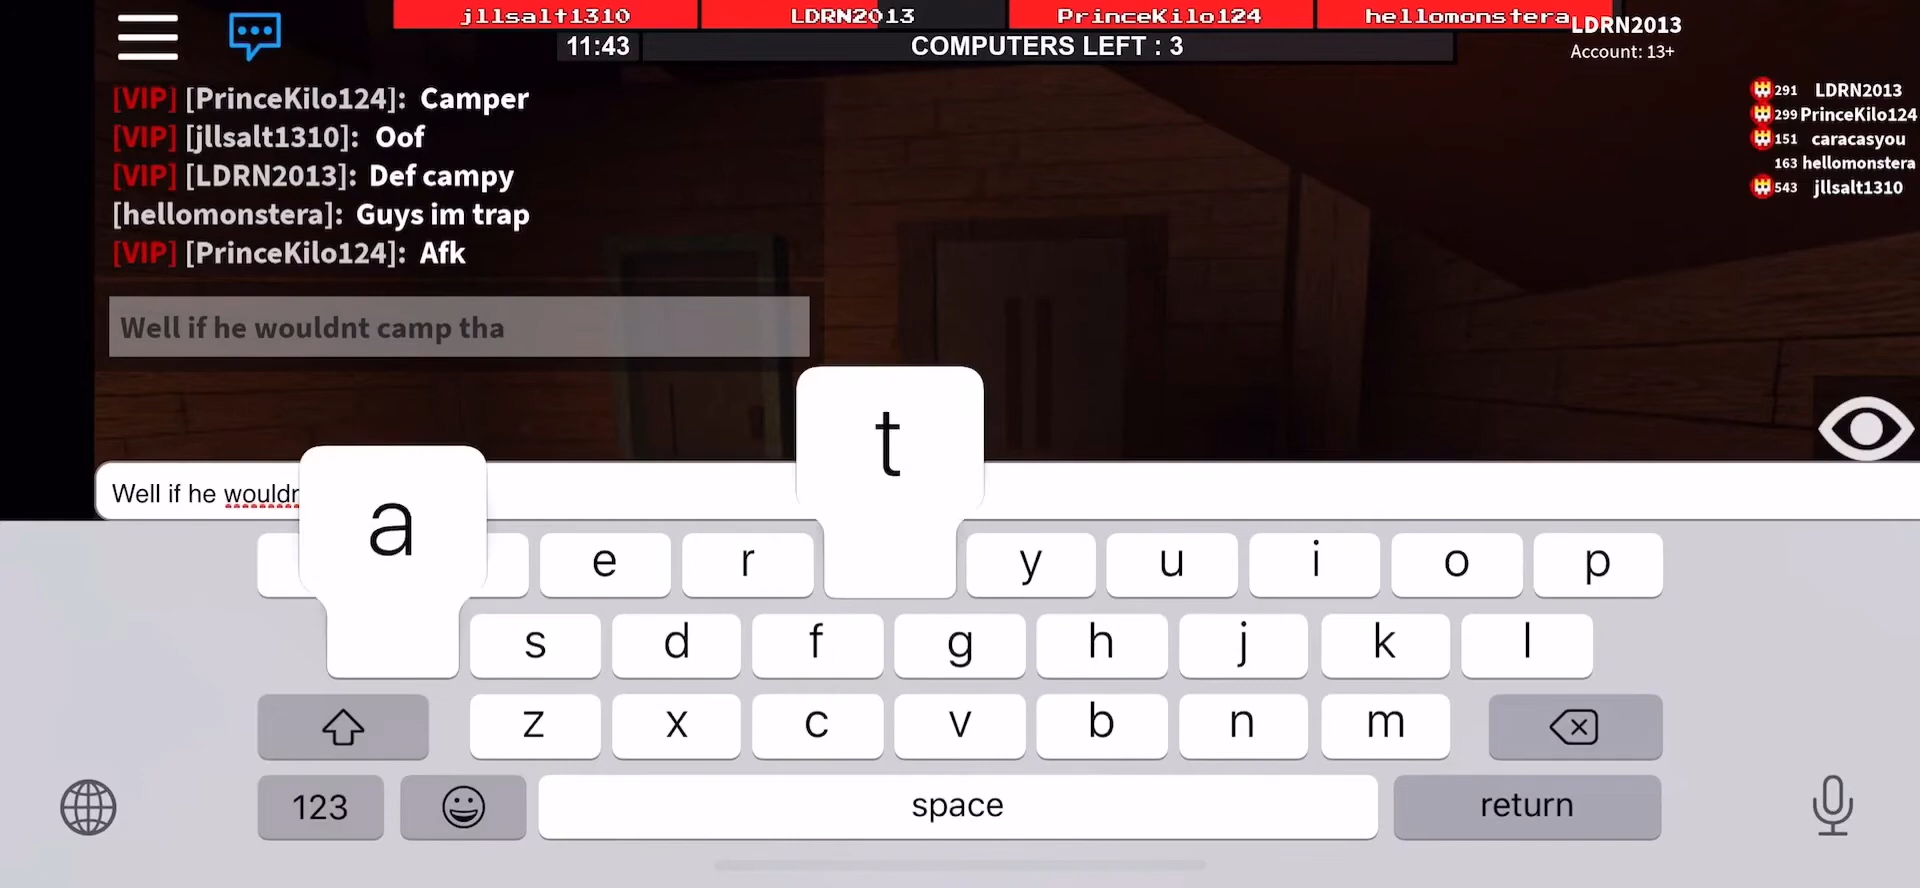 jllsalt1310 LDRN2013 PrinceKilo124 hellomonstera LDRN2013
11:43 COMPUTERS LEFT : 3 Account: 13+
[VIP] [PrinceKilo124]: Camper
[VIP] [jllsalt1310]: Oof
[VIP] [LDRN2013]: Def campy
[hellomonstera]: Guys im trap
[VIP] [PrinceKilo124]: Afk
291 LDRN2013
299 PrinceKilo124
151 caracasyou
163 hellomonstera
543 jllsalt1310
Well if he wouldnt camp tha
Well if he wouldn
a t
e r y u i o p
s d f g h j k l
z x c v b n m
123 space return